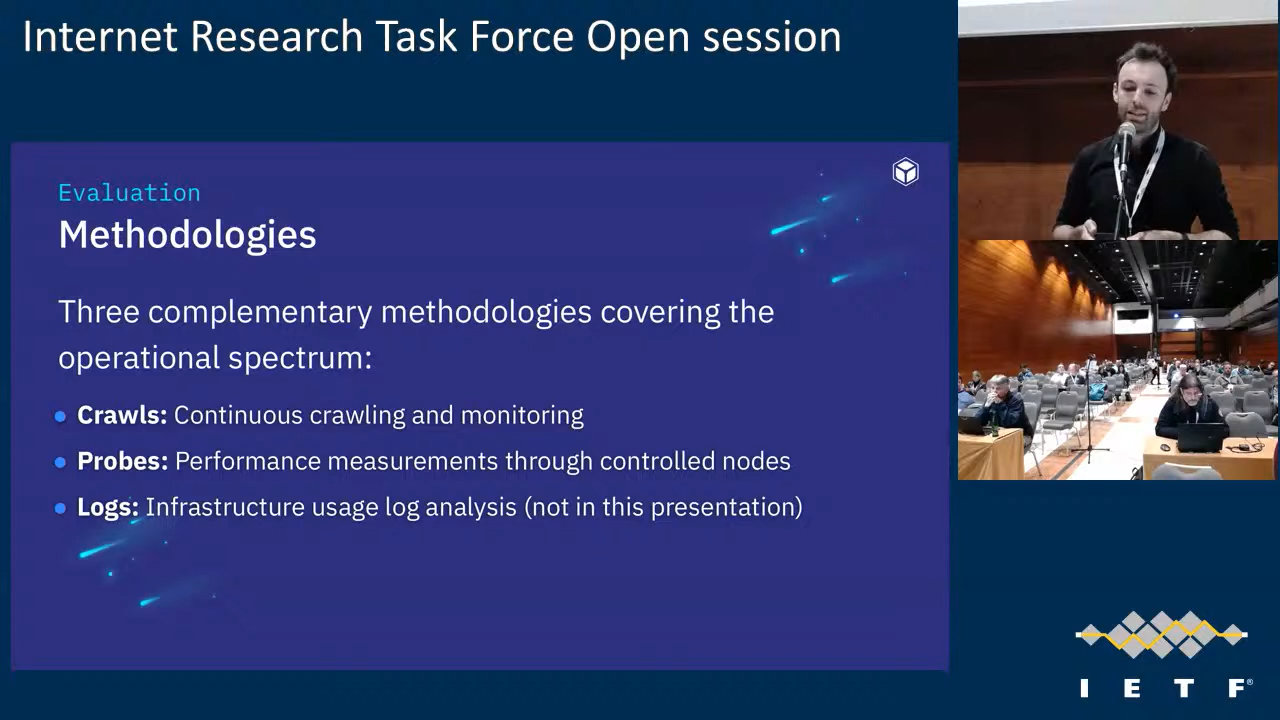 Internet Research Task Force Open session
Evaluation
Methodologies
Three complementary methodologies covering the
operational spectrum:
Crawls: Continuous crawling and monitoring
Probes: Performance measurements through controlled nodes
Logs: Infrastructure usage log analysis (not in this presentation)
I E T F®